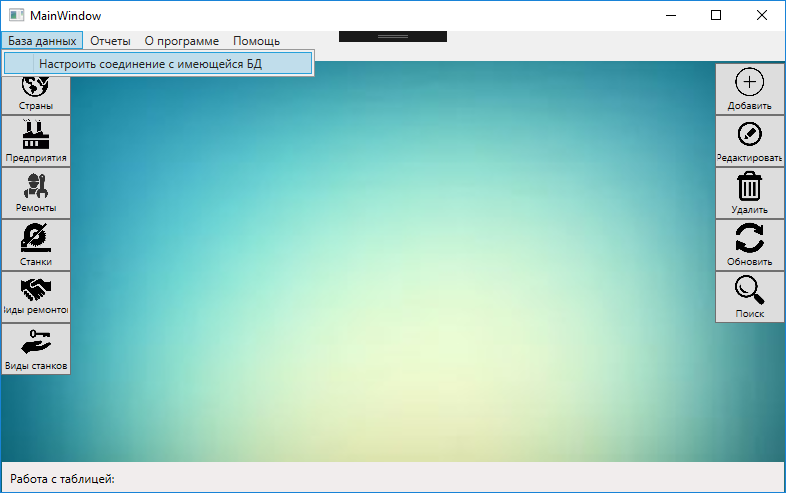 MainWindow
База данных Отчеты О программе Помощь
Настроить соединение с имеющейся БД
Страны
Предприятия
Ремонты
Станки
Виды ремонтов
Виды станков
Добавить
Редактировать
Удалить
Обновить
Поиск
Работа с таблицей: